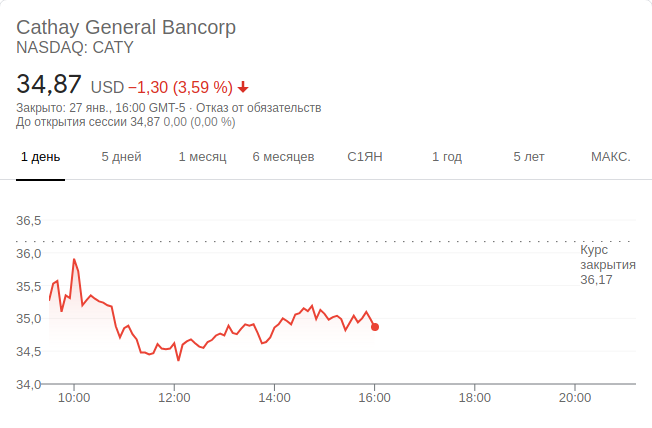 Cathay General Bancorp
NASDAQ: CATY
34,87 USD −1,30 (3,59 %)
Закрыто: 27 янв., 16:00 GMT-5 · Отказ от обязательств
До открытия сессии 34,87 0,00 (0,00 %)
1 день 5 дней 1 месяц 6 месяцев С1ЯН 1 год 5 лет МАКС.
36,5
36,0
35,5
35,0
34,5
34,0
Курс
закрытия
36,17
10:00 12:00 14:00 16:00 18:00 20:00